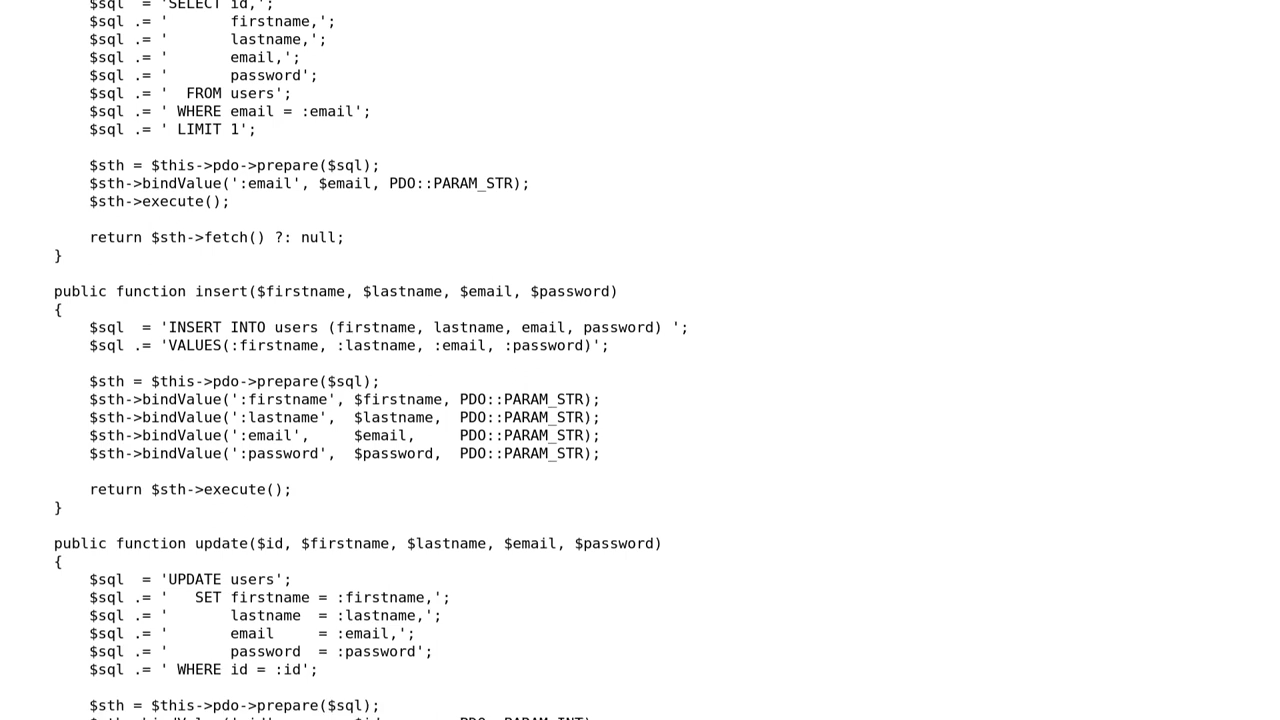 $sql  = 'SELECT id,';
    $sql .= '       firstname,';
    $sql .= '       lastname,';
    $sql .= '       email,';
    $sql .= '       password';
    $sql .= '  FROM users';
    $sql .= ' WHERE email = :email';
    $sql .= ' LIMIT 1';

    $sth = $this->pdo->prepare($sql);
    $sth->bindValue(':email', $email, PDO::PARAM_STR);
    $sth->execute();

    return $sth->fetch() ?: null;
}

public function insert($firstname, $lastname, $email, $password)
{
    $sql  = 'INSERT INTO users (firstname, lastname, email, password) ';
    $sql .= 'VALUES(:firstname, :lastname, :email, :password)';

    $sth = $this->pdo->prepare($sql);
    $sth->bindValue(':firstname', $firstname, PDO::PARAM_STR);
    $sth->bindValue(':lastname',  $lastname,  PDO::PARAM_STR);
    $sth->bindValue(':email',     $email,     PDO::PARAM_STR);
    $sth->bindValue(':password',  $password,  PDO::PARAM_STR);

    return $sth->execute();
}

public function update($id, $firstname, $lastname, $email, $password)
{
    $sql  = 'UPDATE users';
    $sql .= '   SET firstname = :firstname,';
    $sql .= '       lastname  = :lastname,';
    $sql .= '       email     = :email,';
    $sql .= '       password  = :password';
    $sql .= ' WHERE id = :id';

    $sth = $this->pdo->prepare($sql);